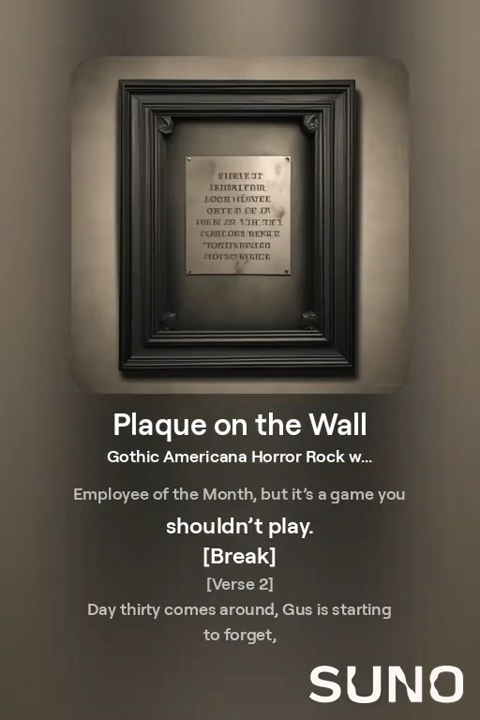 Plaque on the Wall
Gothic Americana Horror Rock w...
Employee of the Month, but it's a game you
shouldn't play.
[Break]
[Verse 2]
Day thirty comes around, Gus is starting
to forget,
SUNO